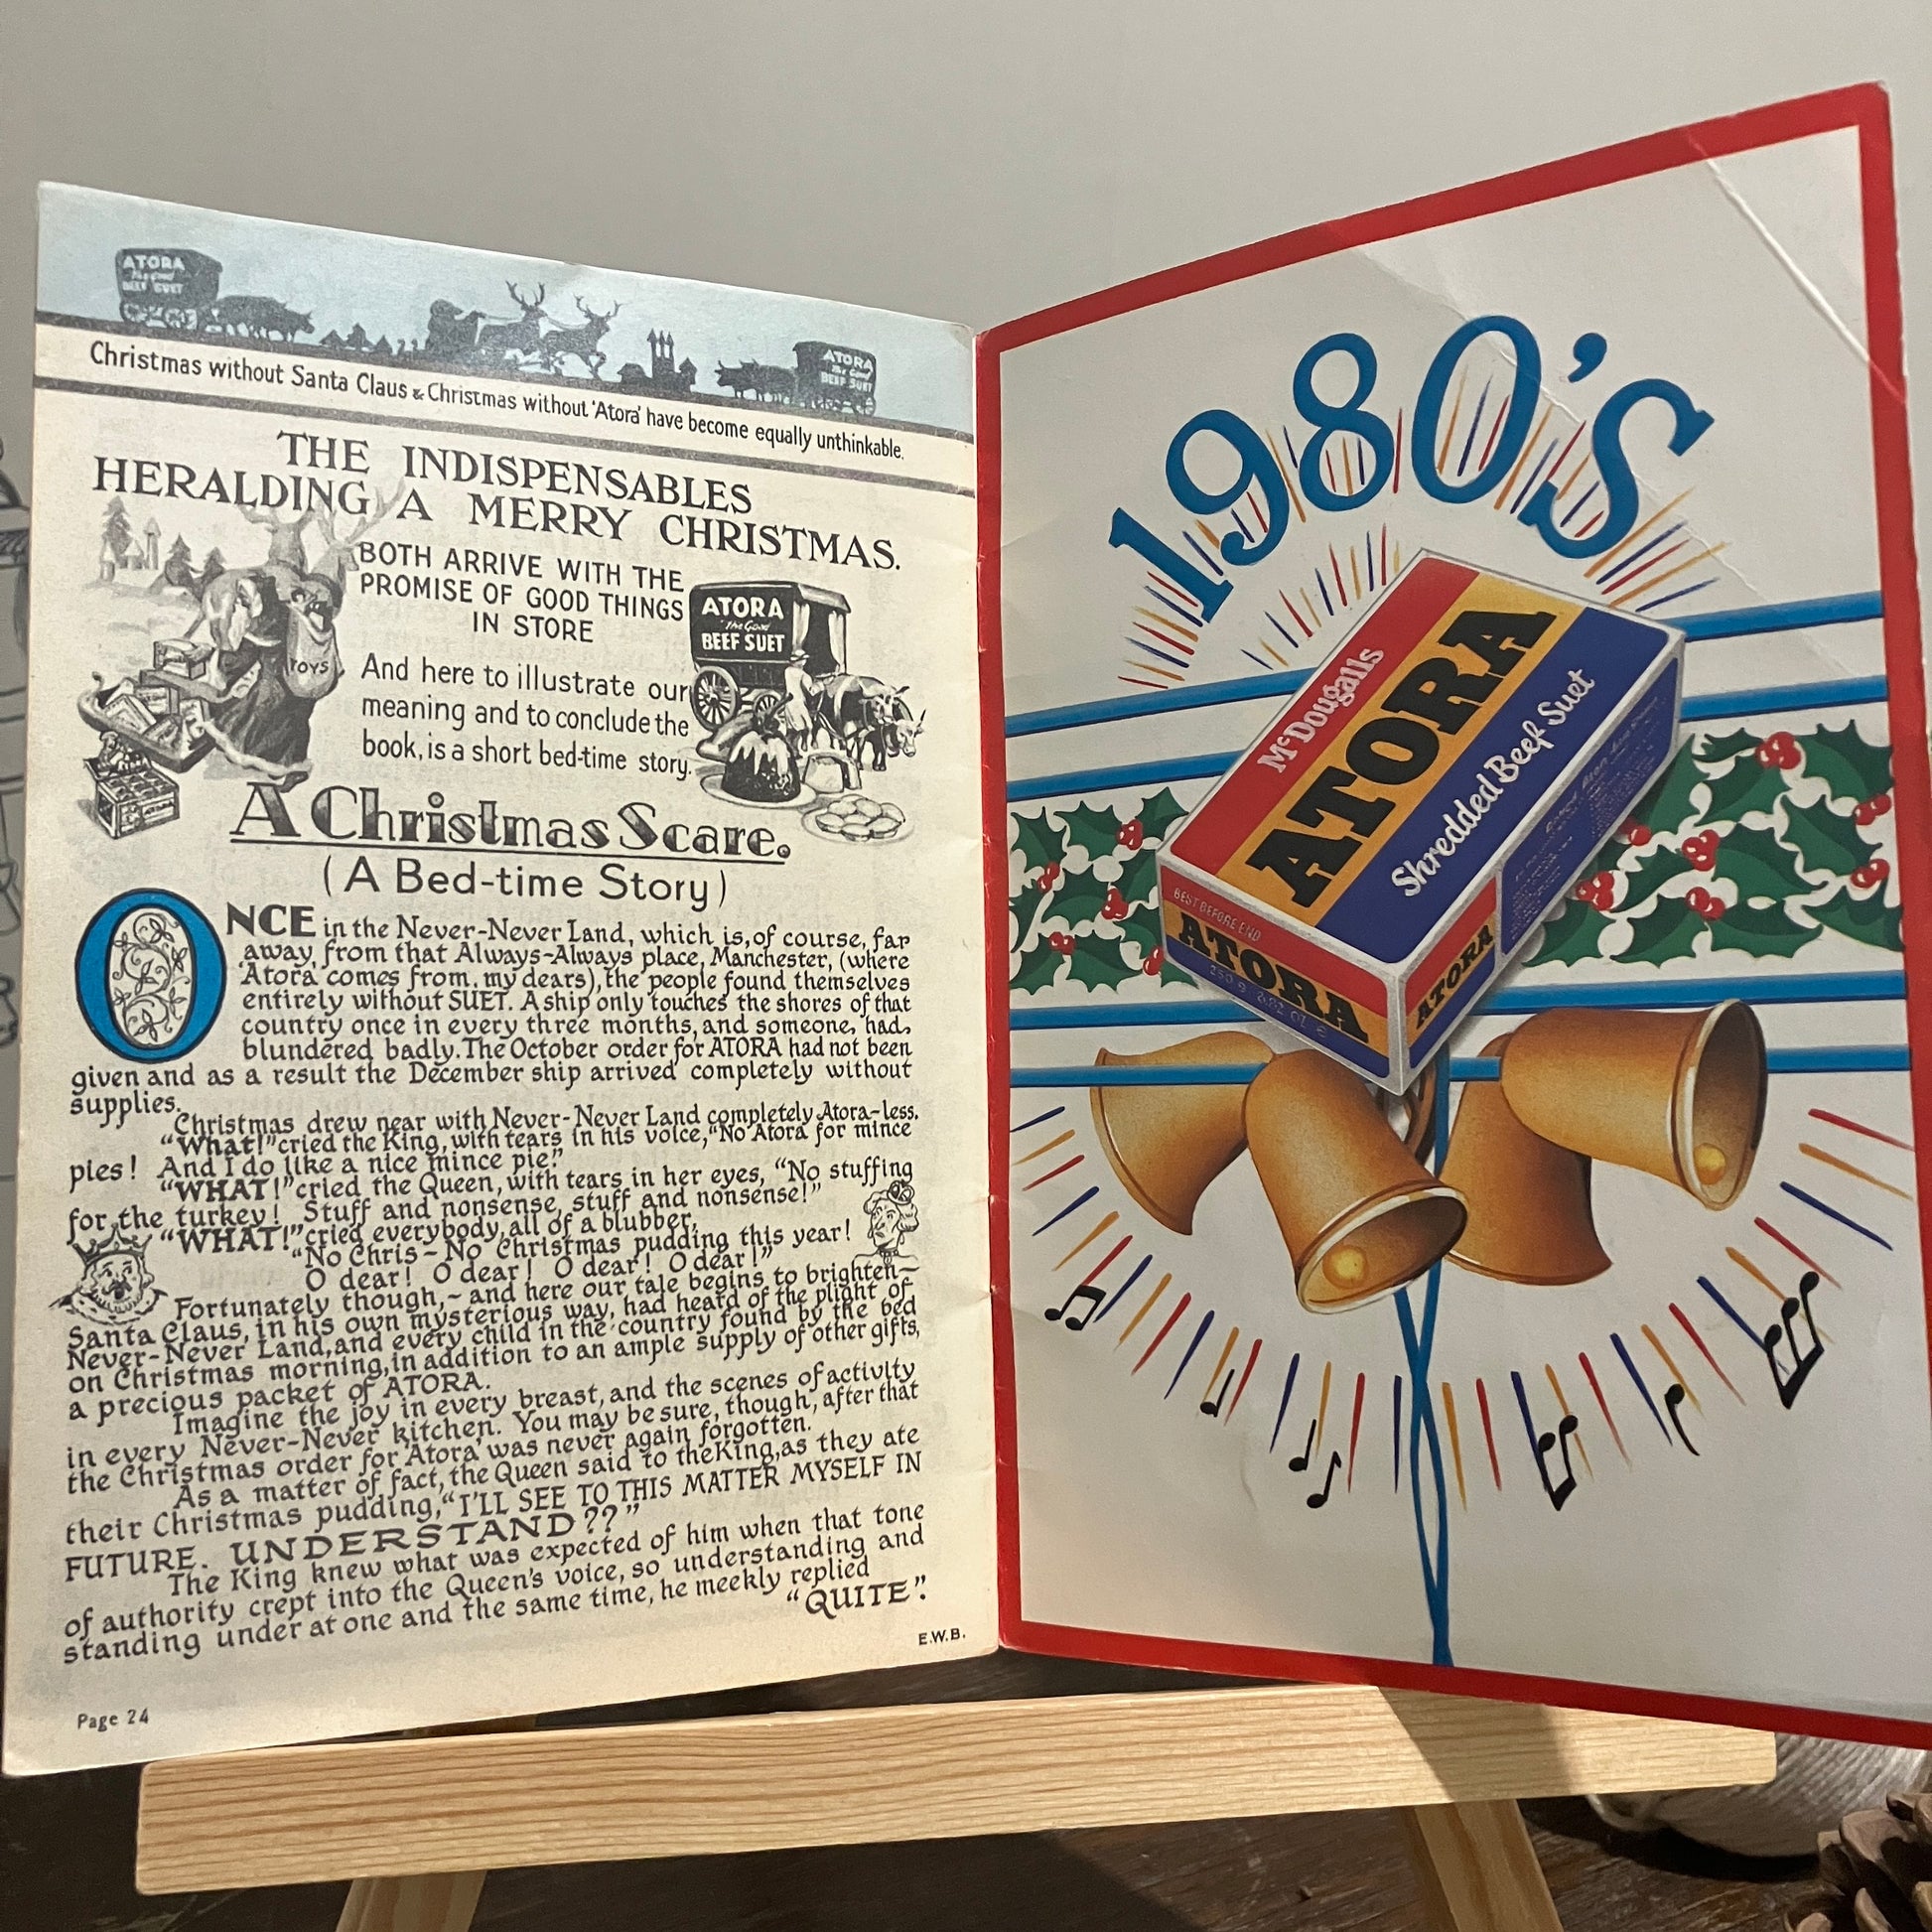 ATORA
the Good
BEEF SUET
ATORA
the Good
BEEF SUET
Christmas without Santa Claus & Christmas without 'Atora' have become equally unthinkable.
THE INDISPENSABLES
HERALDING A MERRY CHRISTMAS.
BOTH ARRIVE WITH THE
PROMISE OF GOOD THINGS
IN STORE
TOYS
ATORA
the Good
BEEF SUET
And here to illustrate our
meaning and to conclude the
book, is a short bed-time story.
A Christmas Scare.
(A Bed-time Story)
ONCE in the Never-Never Land, which is, of course, far
away from that Always-Always place, Manchester, (where
'Atora' comes from, my dears), the people found themselves
entirely without SUET. A ship only touches the shores of that
country once in every three months, and someone, had,
blundered badly. The October order for ATORA had not been
given and as a result the December ship arrived completely without
supplies.
Christmas drew near with Never-Never Land completely Atora-less.
"What!" cried the King, with tears in his voice, "No Atora for mince
pies! And I do like a nice mince pie."
"WHAT!" cried the Queen, with tears in her eyes, "No stuffing
for the turkey! Stuff and nonsense, stuff and nonsense!"
"WHAT!" cried everybody, all of a blubber,
"No Chris - No Christmas pudding this year!
O dear! O dear! O dear! O dear!"
Fortunately though, - and here our tale begins to brighten -
Santa Claus, in his own mysterious way, had heard of the plight of
Never-Never Land, and every child in the country found by the bed
on Christmas morning, in addition to an ample supply of other gifts,
a precious packet of ATORA.
Imagine the joy in every breast, and the scenes of activity
in every Never-Never kitchen. You may be sure, though, after that
the Christmas order for 'Atora' was never again forgotten.
As a matter of fact, the Queen said to the King, as they ate
their Christmas pudding, "I'LL SEE TO THIS MATTER MYSELF IN
FUTURE. UNDERSTAND??"
The King knew what was expected of him when that tone
of authority crept into the Queen's voice, so understanding and
standing under at one and the same time, he meekly replied
"QUITE".
E.W.B.
Page 24
1980's
McDougalls
ATORA
Shredded Beef Suet
BEST BEFORE END
ATORA
250 g 8.82 OZ e
ATORA